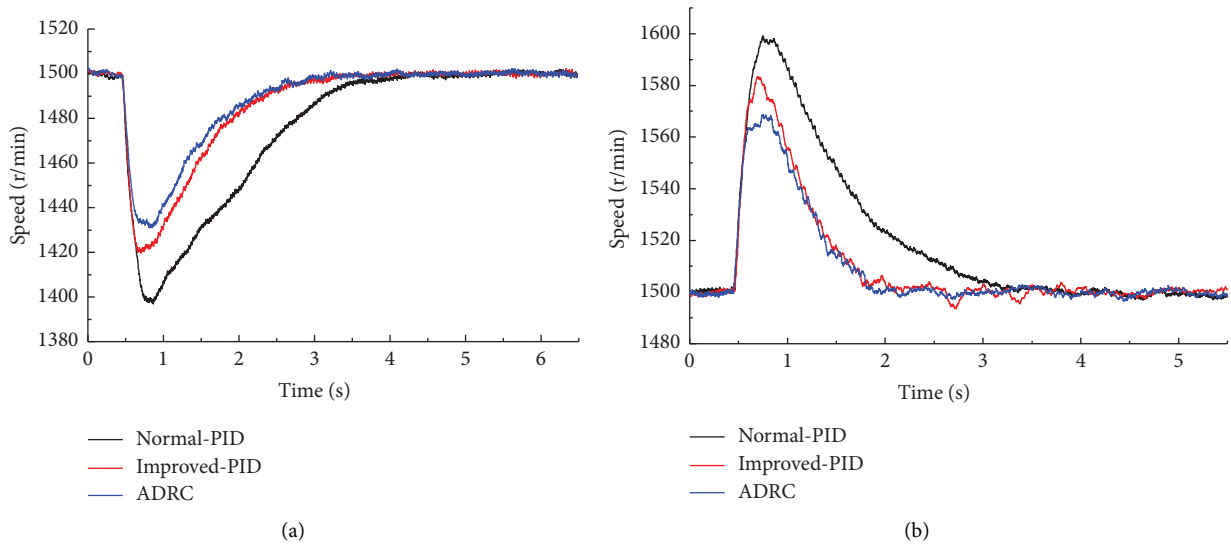 1520
1500
1480
1460
1440
1420
1400
1380
Speed (r/min)
0 1 2 3 4 5 6
Time (s)
Normal-PID
Improved-PID
ADRC
(a)
1600
1580
1560
1540
1520
1500
1480
Speed (r/min)
0 1 2 3 4 5
Time (s)
Normal-PID
Improved-PID
ADRC
(b)